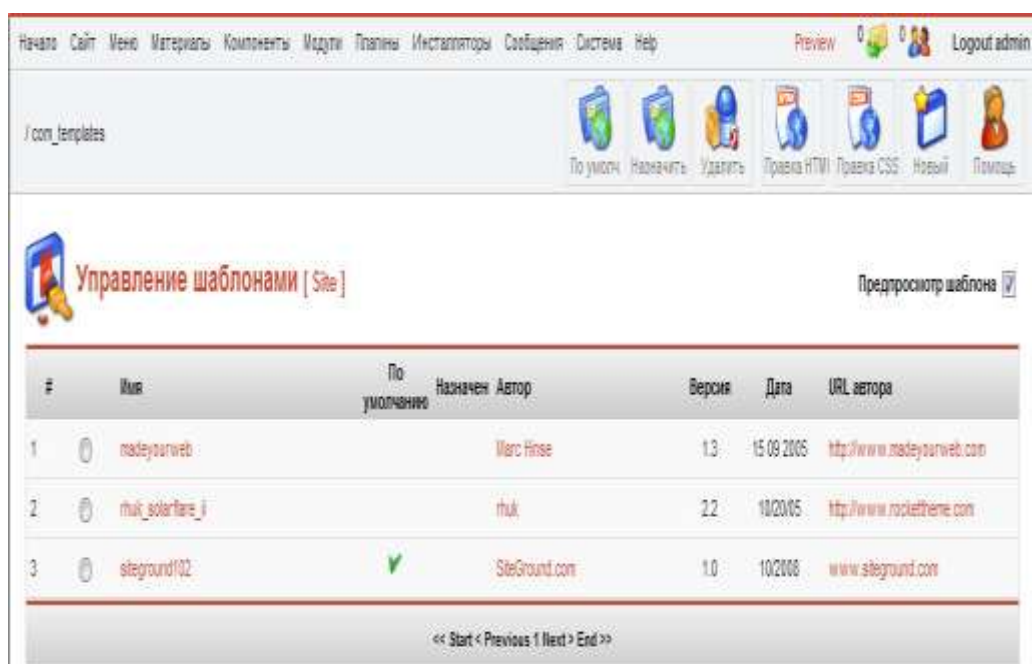 Начало Сайт Меню Материалы Компоненты Модули Плагины Инсталляторы Сообщения Система Help Preview 0 0 Logout admin
/ com_templates
По умолч Назначить Удалить Правка HTML Правка CSS Новый Помощь
Управление шаблонами [ Site ]
Предпросмотр шаблона
# Имя По умолчанию Назначен Автор Версия Дата URL автора
1 madeyourweb Marc Hinse 1.3 15.09.2005 http://www.madeyourweb.com
2 rhuk_solarflare_ii rhuk 2.2 10/20/05 http://www.rockettheme.com
3 siteground102 SiteGround.com 1.0 10/2008 www.siteground.com
<< Start < Previous 1 Next > End >>